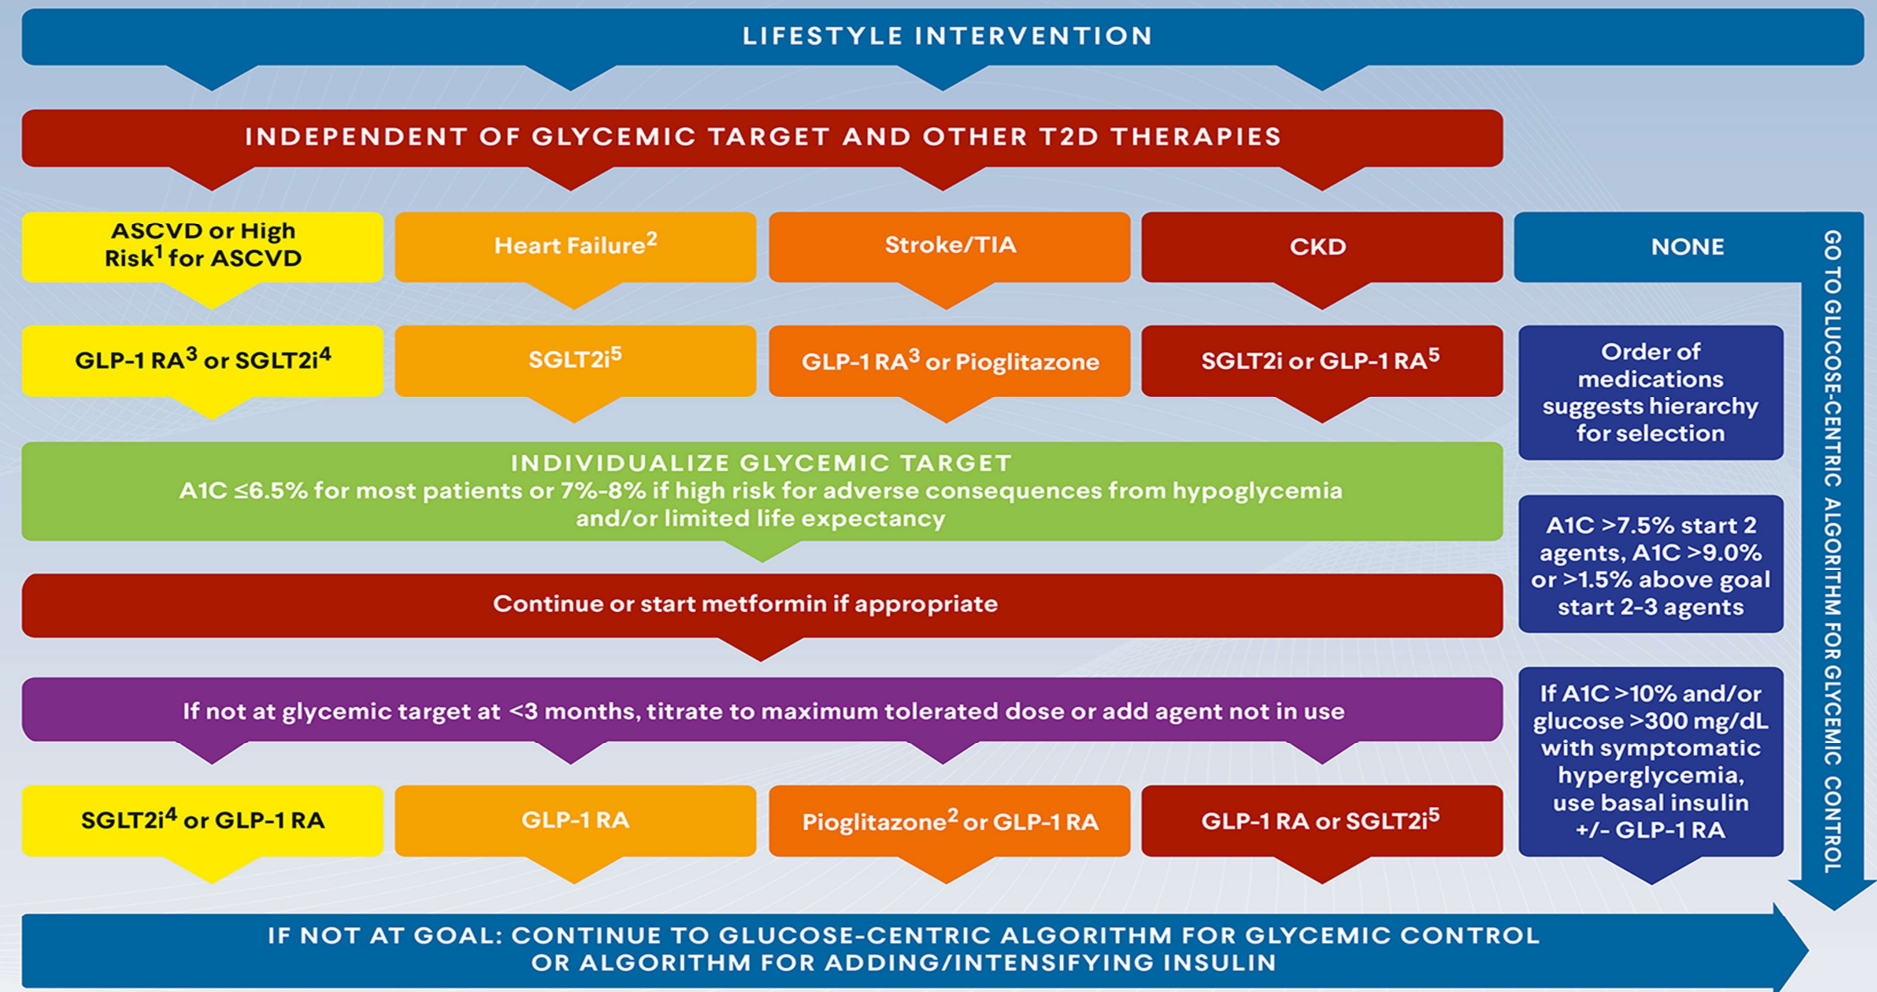 LIFESTYLE INTERVENTION
INDEPENDENT OF GLYCEMIC TARGET AND OTHER T2D THERAPIES
ASCVD or High
Risk¹ for ASCVD
Heart Failure²
Stroke/TIA
CKD
NONE
GLP-1 RA³ or SGLT2i⁴
SGLT2i⁵
GLP-1 RA³ or Pioglitazone
SGLT2i or GLP-1 RA⁵
INDIVIDUALIZE GLYCEMIC TARGET
A1C ≤6.5% for most patients or 7%-8% if high risk for adverse consequences from hypoglycemia
and/or limited life expectancy
Continue or start metformin if appropriate
If not at glycemic target at <3 months, titrate to maximum tolerated dose or add agent not in use
SGLT2i⁴ or GLP-1 RA
GLP-1 RA
Pioglitazone² or GLP-1 RA
GLP-1 RA or SGLT2i⁵
Order of
medications
suggests hierarchy
for selection
A1C >7.5% start 2
agents, A1C >9.0%
or >1.5% above goal
start 2-3 agents
If A1C >10% and/or
glucose >300 mg/dL
with symptomatic
hyperglycemia,
use basal insulin
+/- GLP-1 RA
GO TO GLUCOSE-CENTRIC ALGORITHM FOR GLYCEMIC CONTROL
IF NOT AT GOAL: CONTINUE TO GLUCOSE-CENTRIC ALGORITHM FOR GLYCEMIC CONTROL
OR ALGORITHM FOR ADDING/INTENSIFYING INSULIN